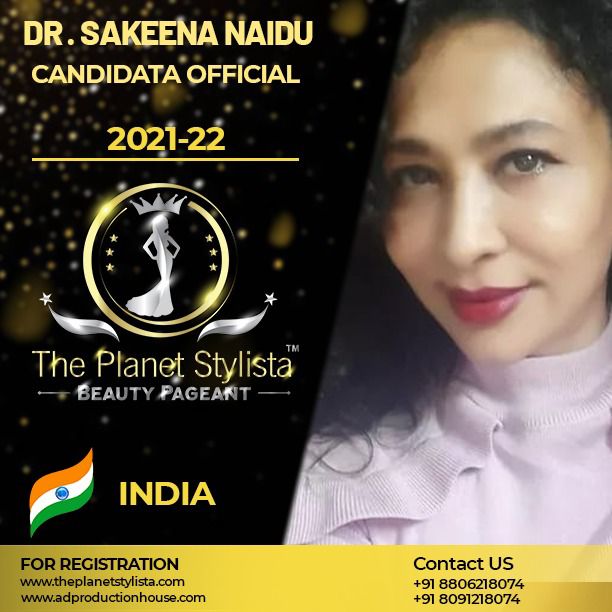 DR. SAKEENA NAIDU
CANDIDATA OFFICIAL
2021-22
The Planet Stylista™
BEAUTY PAGEANT
INDIA
FOR REGISTRATION
www.theplanetstylista.com
www.adproductionhouse.com
Contact US
+91 8806218074
+91 8091218074